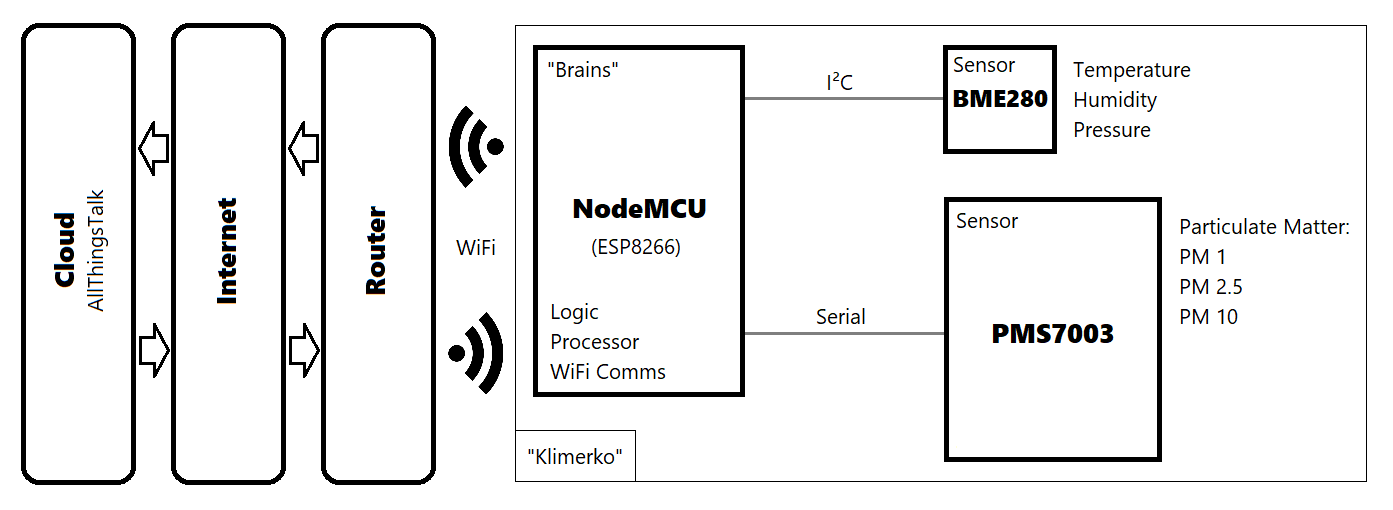 Cloud
AllThingsTalk
Internet
Router
WiFi
"Brains"
NodeMCU
(ESP8266)
Logic
Processor
WiFi Comms
I²C
Serial
Sensor
BME280
Temperature
Humidity
Pressure
Sensor
PMS7003
Particulate Matter:
PM 1
PM 2.5
PM 10
"Klimerko"